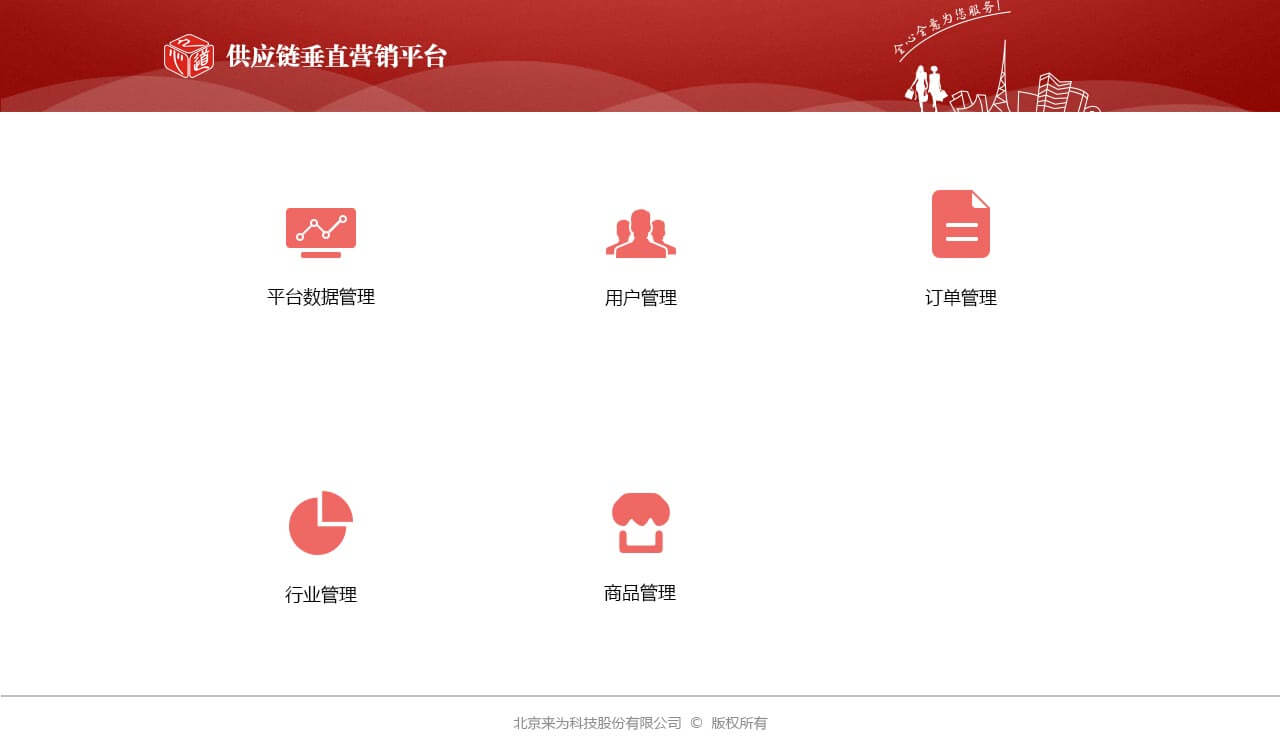 供应链垂直营销平台
全心全意为您服务!
道
平台数据管理
用户管理
订单管理
行业管理
商品管理
北京来为科技股份有限公司 © 版权所有